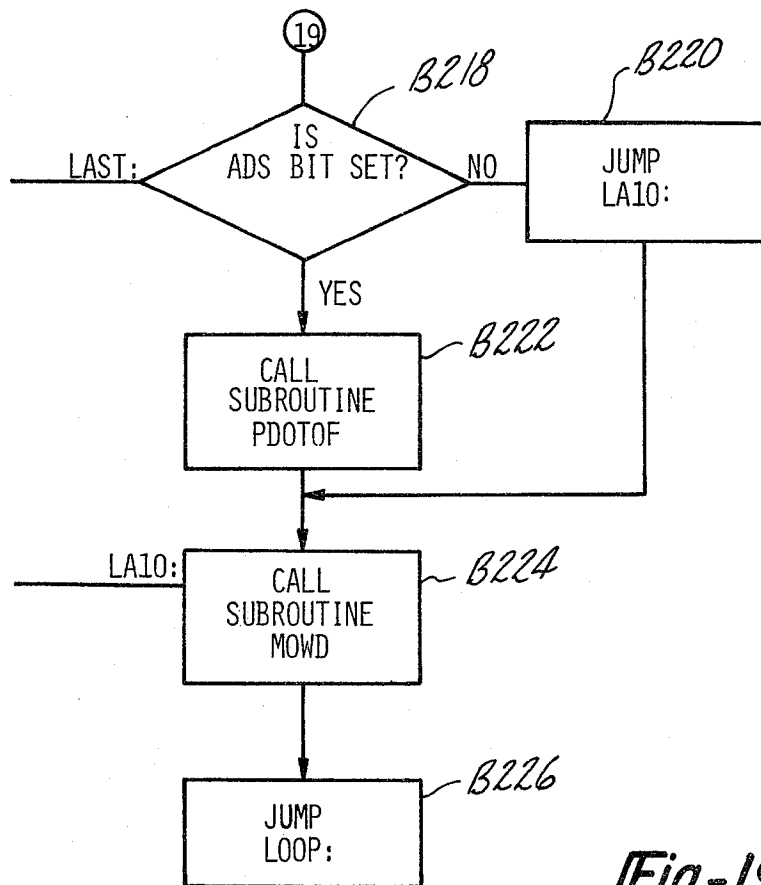 19
B218
B220
IS
ADS BIT SET?
LAST:
NO
JUMP
LA10:
YES
B222
CALL
SUBROUTINE
PDOTOF
LA10:
B224
CALL
SUBROUTINE
MOWD
B226
JUMP
LOOP: